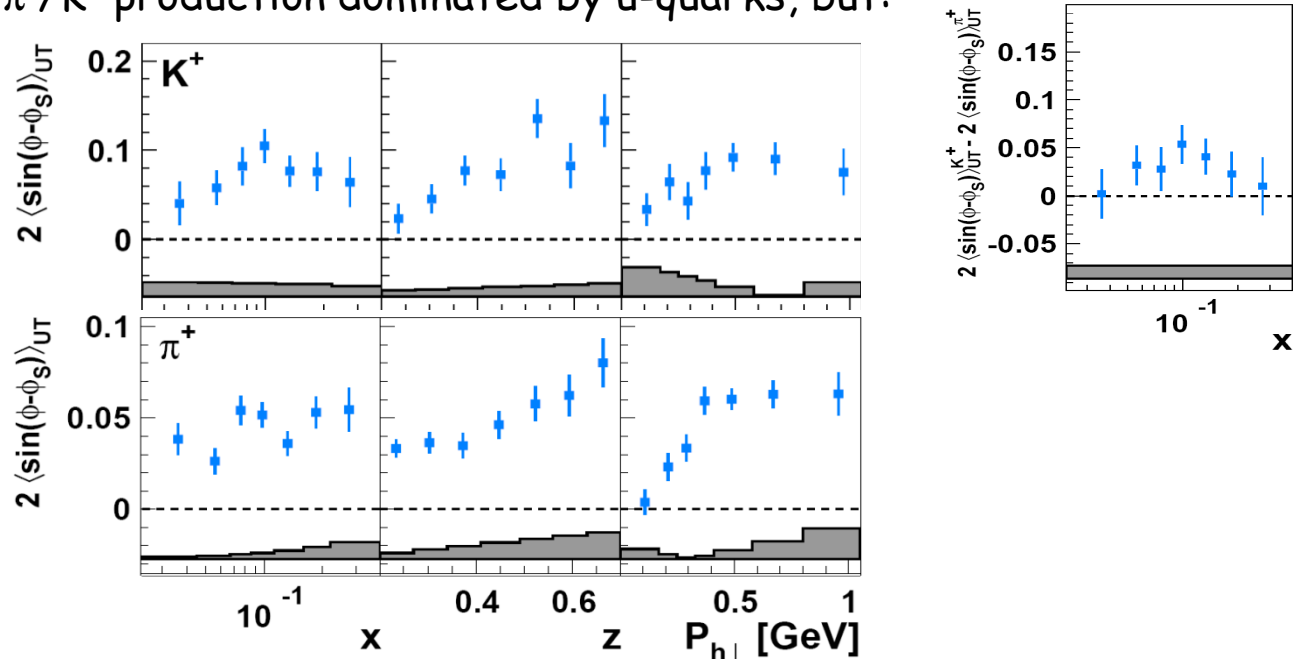 π⁺/K⁺ production dominated by u-quarks, but:
2 ⟨sin(ϕ-ϕS)⟩UT
K⁺
0.2
0.1
0
2 ⟨sin(ϕ-ϕS)⟩UT
π⁺
0.1
0.05
0
10⁻¹
x
0.4
0.6
z
0.5
1
P h⊥ [GeV]
2 ⟨sin(ϕ-ϕS)⟩UT^K⁺ - 2 ⟨sin(ϕ-ϕS)⟩UT^π⁺
0.15
0.1
0.05
0
-0.05
10⁻¹
x